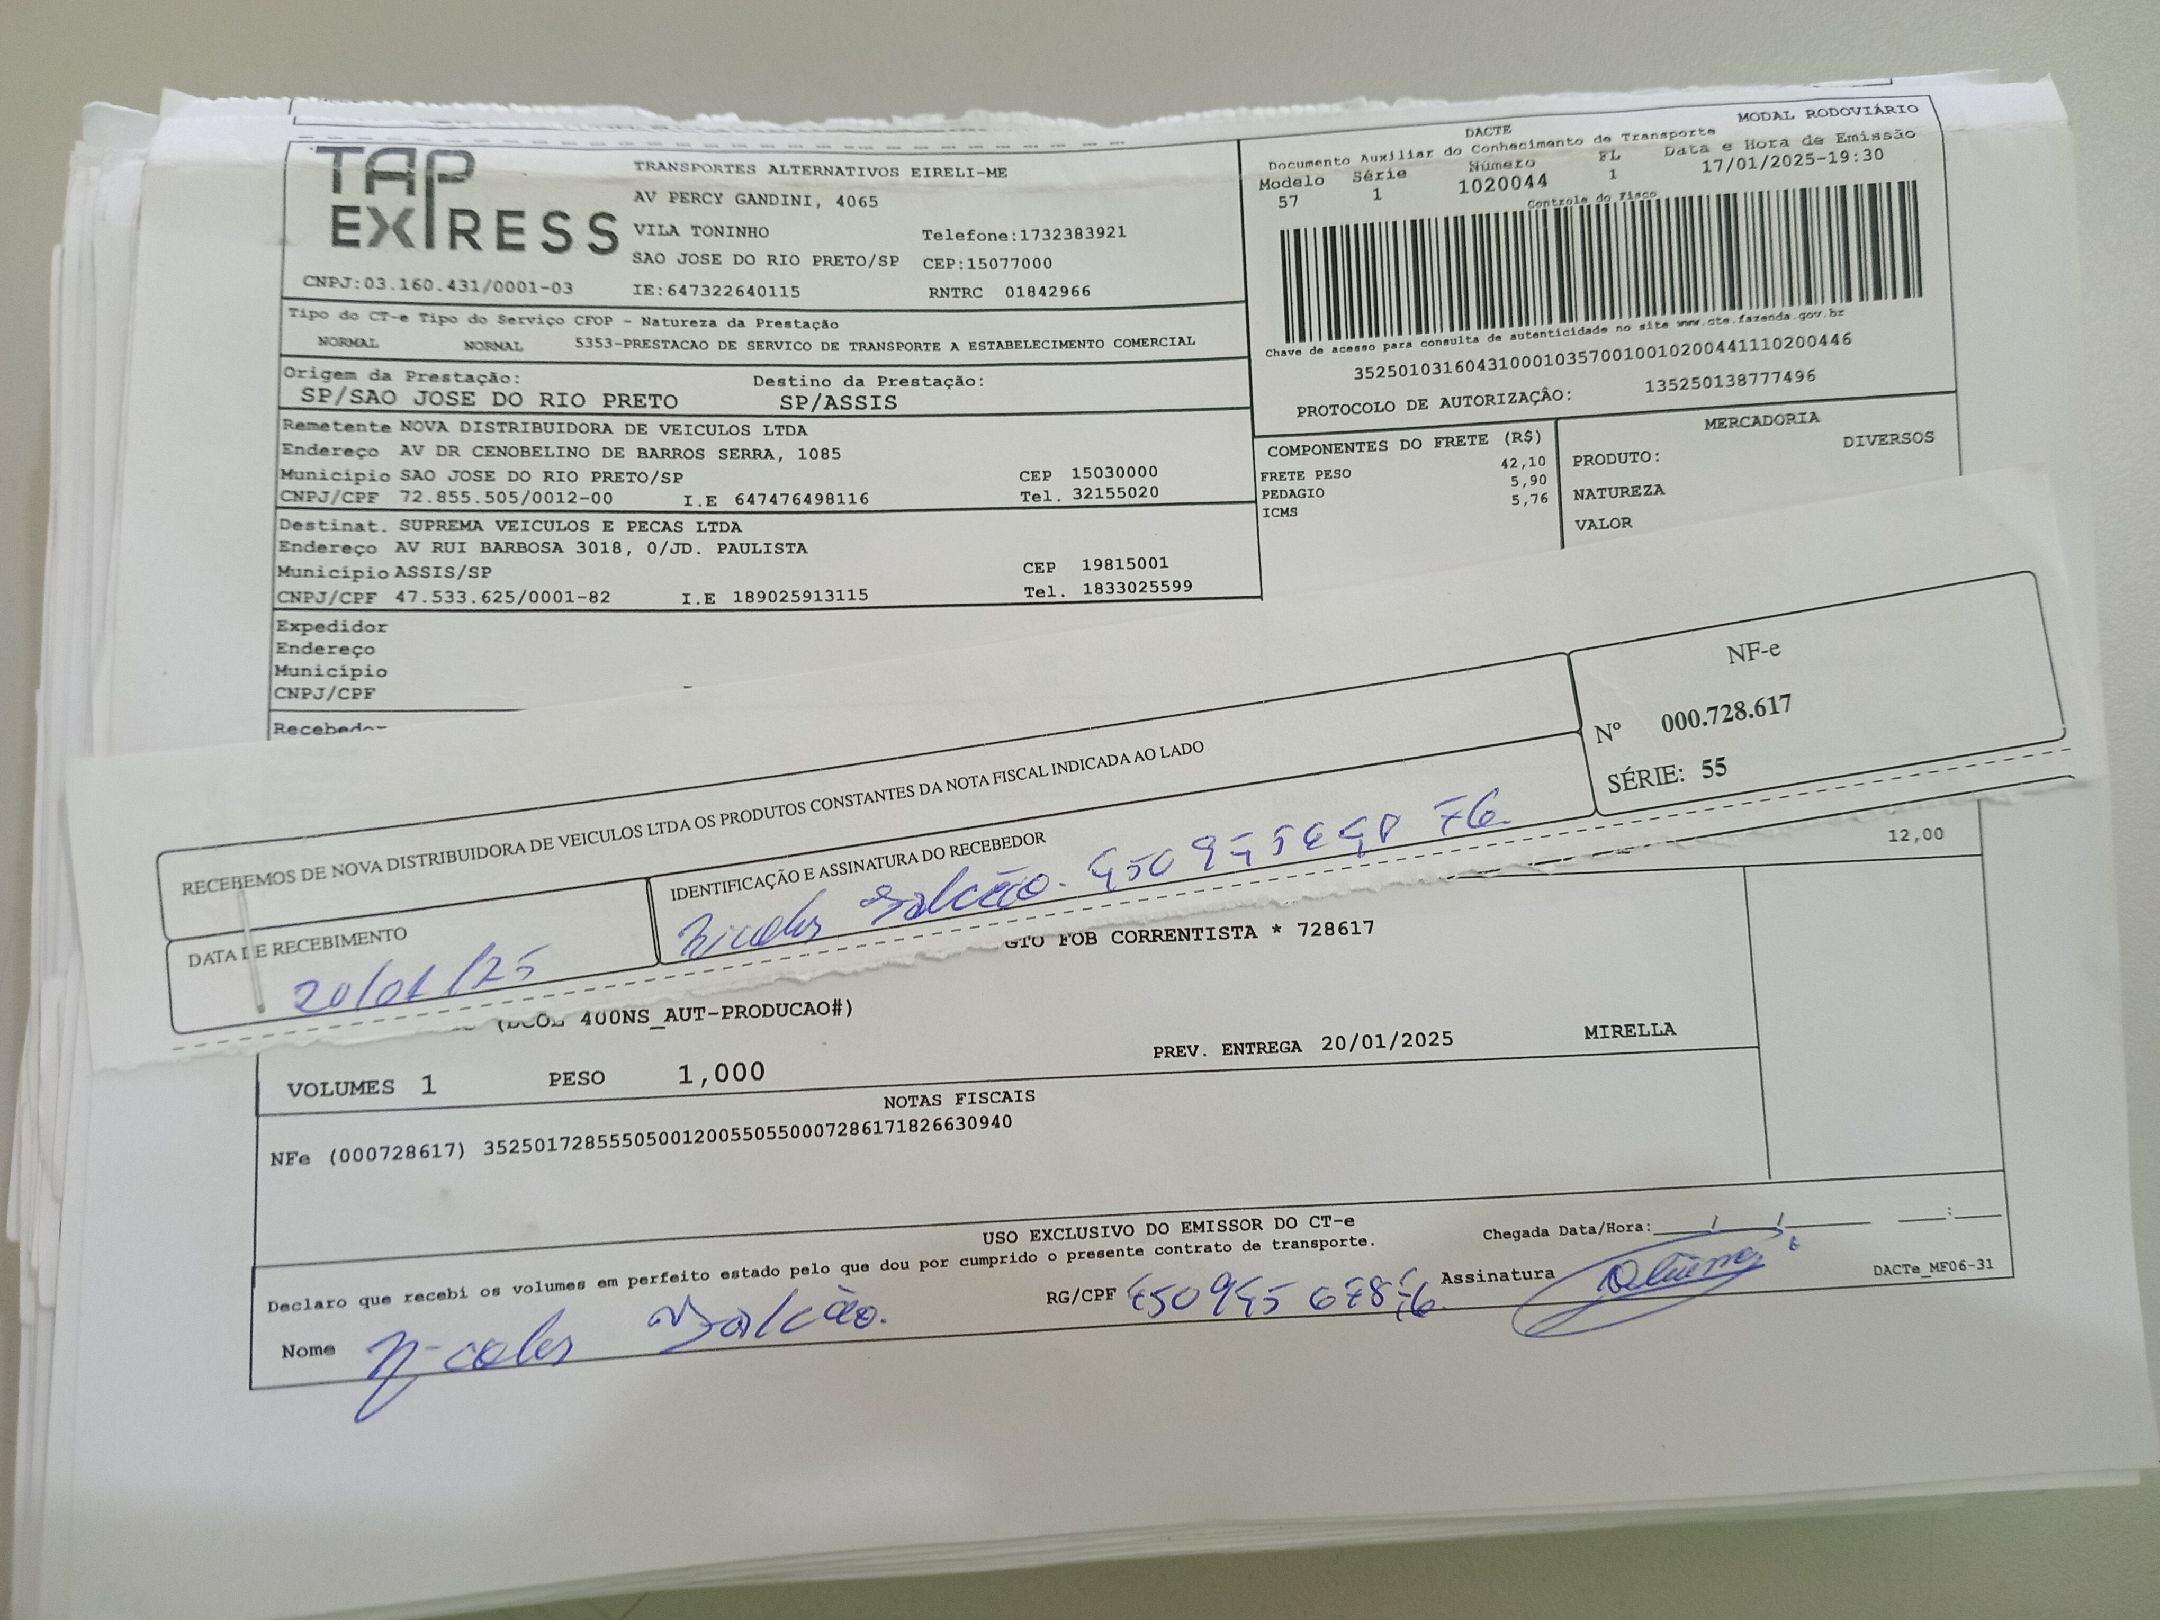 TAP EXPRESS
TRANSPORTES ALTERNATIVOS EIRELI-ME
AV PERCY GANDINI, 4065
VILA TONINHO Telefone:1732383921
SAO JOSE DO RIO PRETO/SP CEP:15077000
CNPJ:03.160.431/0001-03 IE:647322640115 RNTRC 01842966
MODAL RODOVIÁRIO
DACTE
Documento Auxiliar do Conhecimento de Transporte
Modelo Série Número FL Data e Hora de Emissão
57 1 1020044 1 17/01/2025-19:30
Controle do Fisco
Chave de acesso para consulta de autenticidade no site www.cte.fazenda.gov.br
35250103160431000103570010010200441110200446
PROTOCOLO DE AUTORIZAÇÂO: 135250138777496
Tipo do CT-e Tipo do Serviço CFOP - Natureza da Prestação
NORMAL NORMAL 5353-PRESTACAO DE SERVICO DE TRANSPORTE A ESTABELECIMENTO COMERCIAL
Origem da Prestação: Destino da Prestação:
SP/SAO JOSE DO RIO PRETO SP/ASSIS
Remetente NOVA DISTRIBUIDORA DE VEICULOS LTDA
Endereço AV DR CENOBELINO DE BARROS SERRA, 1085
Município SAO JOSE DO RIO PRETO/SP CEP 15030000
CNPJ/CPF 72.855.505/0012-00 I.E 647476498116 Tel. 32155020
Destinat. SUPREMA VEICULOS E PECAS LTDA
Endereço AV RUI BARBOSA 3018, 0/JD. PAULISTA
Município ASSIS/SP CEP 19815001
CNPJ/CPF 47.533.625/0001-82 I.E 189025913115 Tel. 1833025599
COMPONENTES DO FRETE (R$)
FRETE PESO 42,10
PEDAGIO 5,90
ICMS 5,76
MERCADORIA
PRODUTO: DIVERSOS
NATUREZA
VALOR
Expedidor
Endereço
Município
CNPJ/CPF
Recebedor
RECEBEMOS DE NOVA DISTRIBUIDORA DE VEICULOS LTDA OS PRODUTOS CONSTANTES DA NOTA FISCAL INDICADA AO LADO
NF-e
Nº 000.728.617
SÉRIE: 55
DATA DE RECEBIMENTO
20/01/25
IDENTIFICAÇÃO E ASSINATURA DO RECEBEDOR
12,00
FOB CORRENTISTA * 728617
400NS_AUT-PRODUCAO#)
PREV. ENTREGA 20/01/2025 MIRELLA
VOLUMES 1 PESO 1,000
NOTAS FISCAIS
NFe (000728617) 35250172855505001200550550007286171826630940
USO EXCLUSIVO DO EMISSOR DO CT-e
Declaro que recebi os volumes em perfeito estado pelo que dou por cumprido o presente contrato de transporte.
Chegada Data/Hora:___/___/___ ___:___
Nome
RG/CPF
Assinatura
DACTe_MF06-31